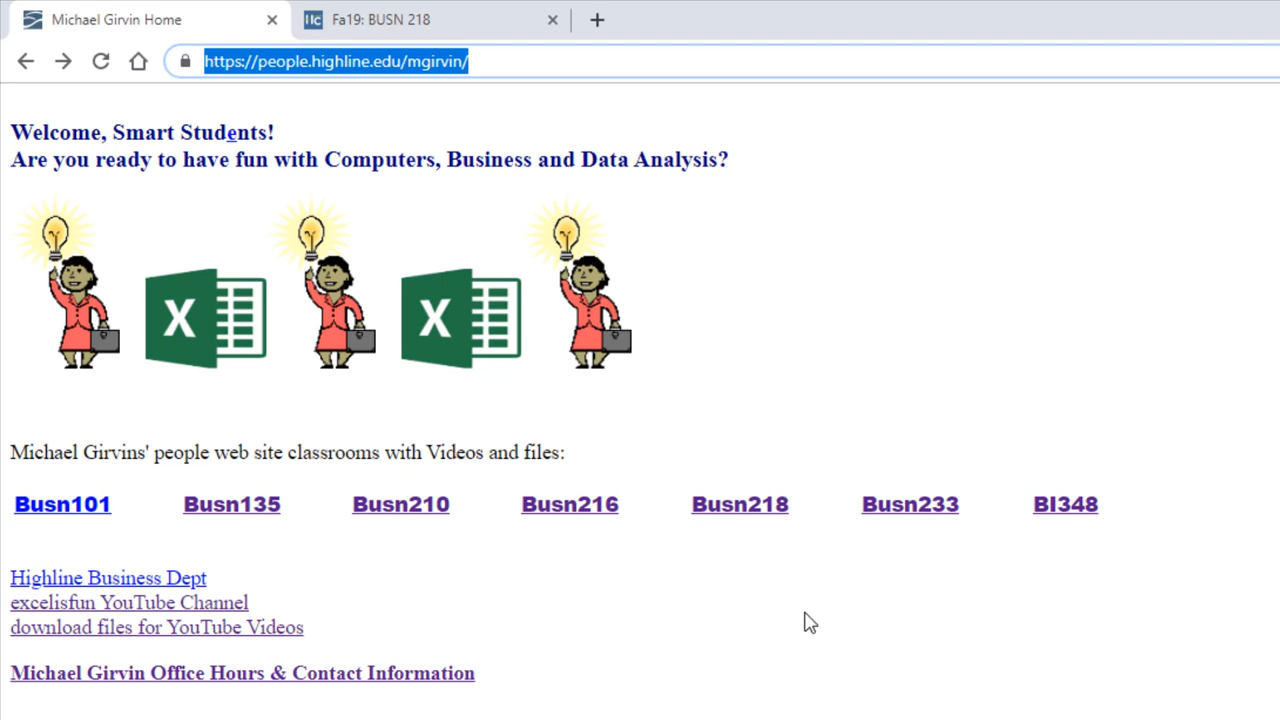 Michael Girvin Home
IIc Fa19: BUSN 218
https://people.highline.edu/mgirvin/
Welcome, Smart Students!
Are you ready to have fun with Computers, Business and Data Analysis?
X X
Michael Girvins' people web site classrooms with Videos and files:
Busn101 Busn135 Busn210 Busn216 Busn218 Busn233 BI348
Highline Business Dept
excelisfun YouTube Channel
download files for YouTube Videos
Michael Girvin Office Hours & Contact Information